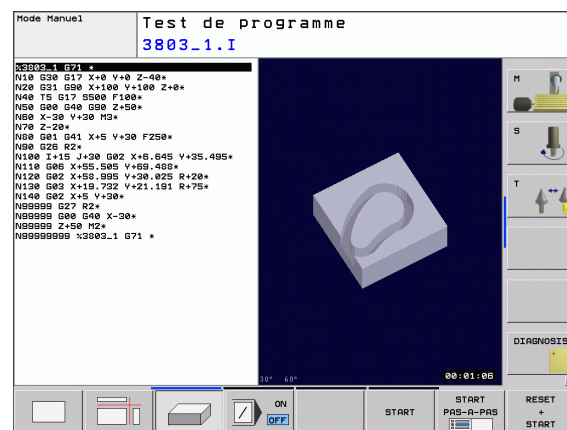 Mode Manuel
Test de programme
3803_1.I
%3803_1 G71 *
N10 G30 G17 X+0 Y+0 Z-40*
N20 G31 G90 X+100 Y+100 Z+0*
N40 T5 G17 S500 F100*
N50 G00 G40 G90 Z+50*
N60 X-30 Y+30 M3*
N70 Z-20*
N80 G01 G41 X+5 Y+30 F250*
N90 G26 R2*
N100 I+15 J+30 G02 X+6.645 Y+35.495*
N110 G06 X+55.505 Y+69.488*
N120 G02 X+58.995 Y+30.025 R+20*
N130 G03 X+19.732 Y+21.191 R+75*
N140 G02 X+5 Y+30*
N99999 G27 R2*
N99999 G00 G40 X-30*
N99999 Z+50 M2*
N99999999 %3803_1 G71 *
M
S
T
DIAGNOSIS
30° 60°
00:01:06
ON
OFF
START
START
PAS-A-PAS
RESET
+
START